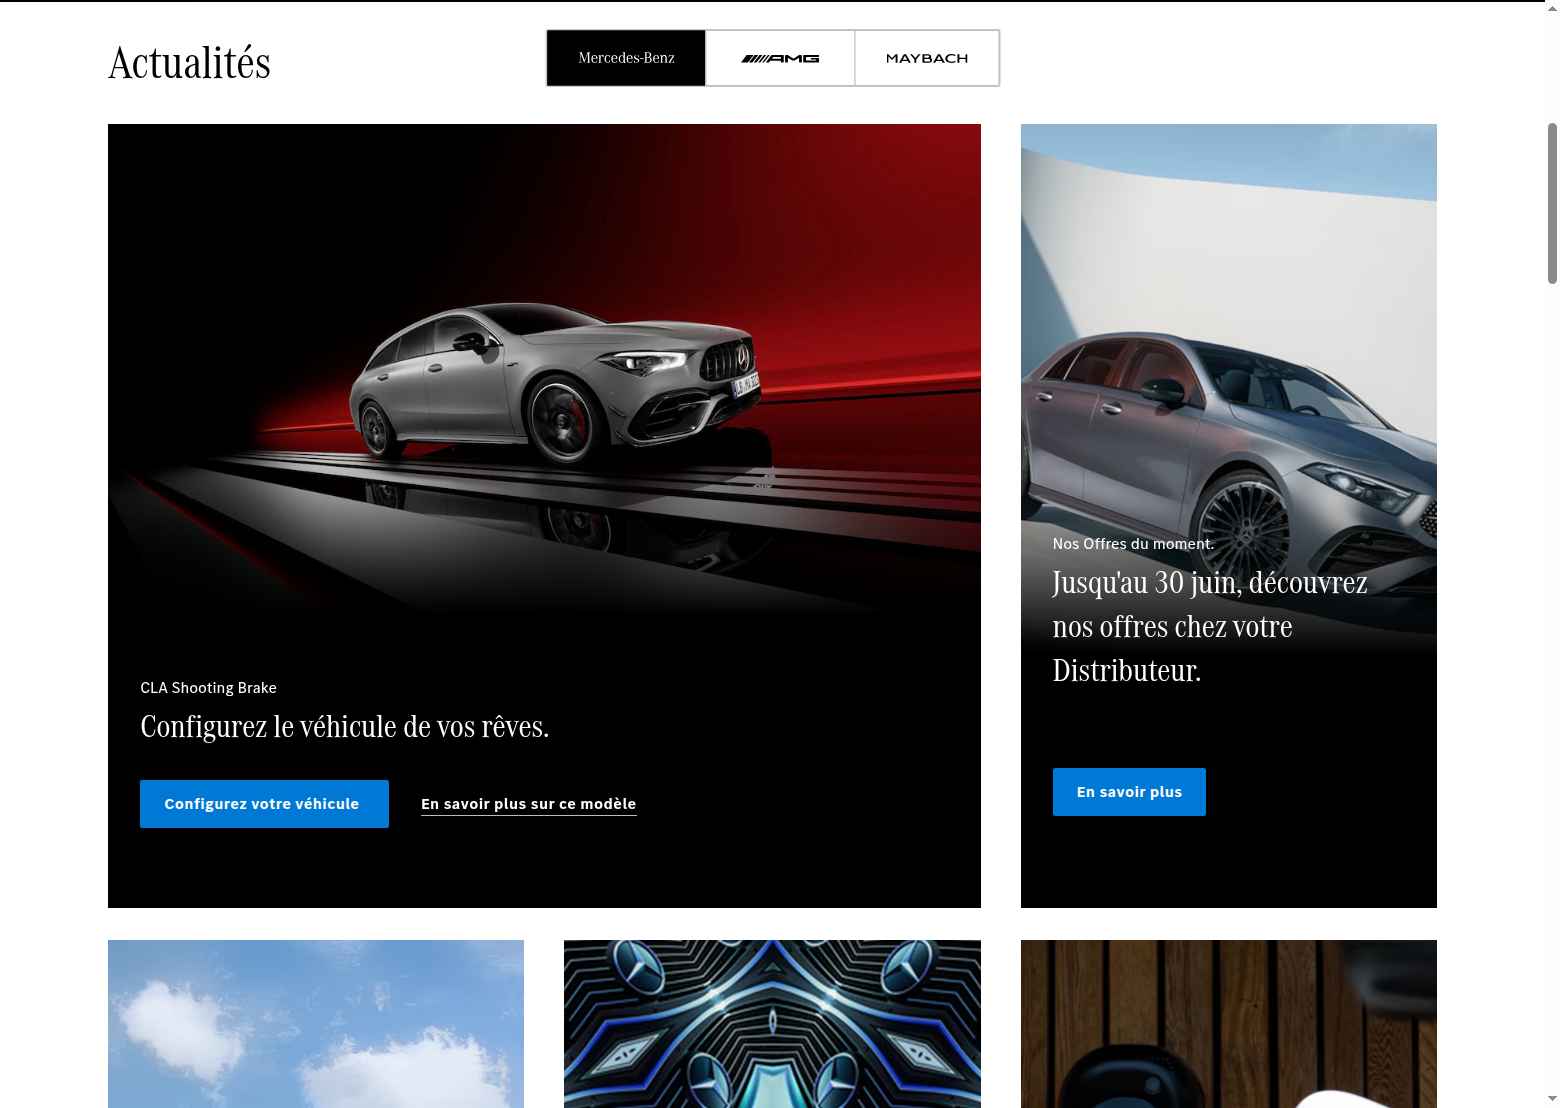 Actualités
Mercedes-Benz
AMG
MAYBACH
CLA Shooting Brake
Configurez le véhicule de vos rêves.
Configurez votre véhicule
En savoir plus sur ce modèle
Nos Offres du moment.
Jusqu'au 30 juin, découvrez
nos offres chez votre
Distributeur.
En savoir plus